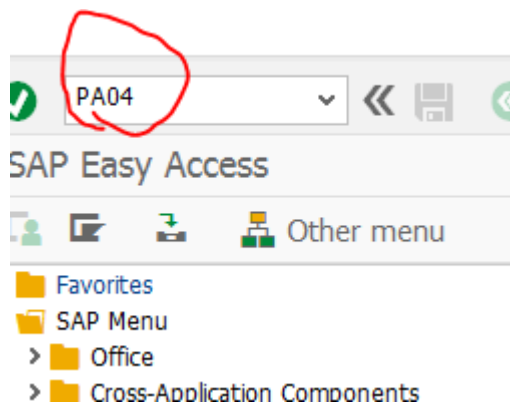 PA04
SAP Easy Access
Other menu
Favorites
SAP Menu
Office
Cross-Application Components